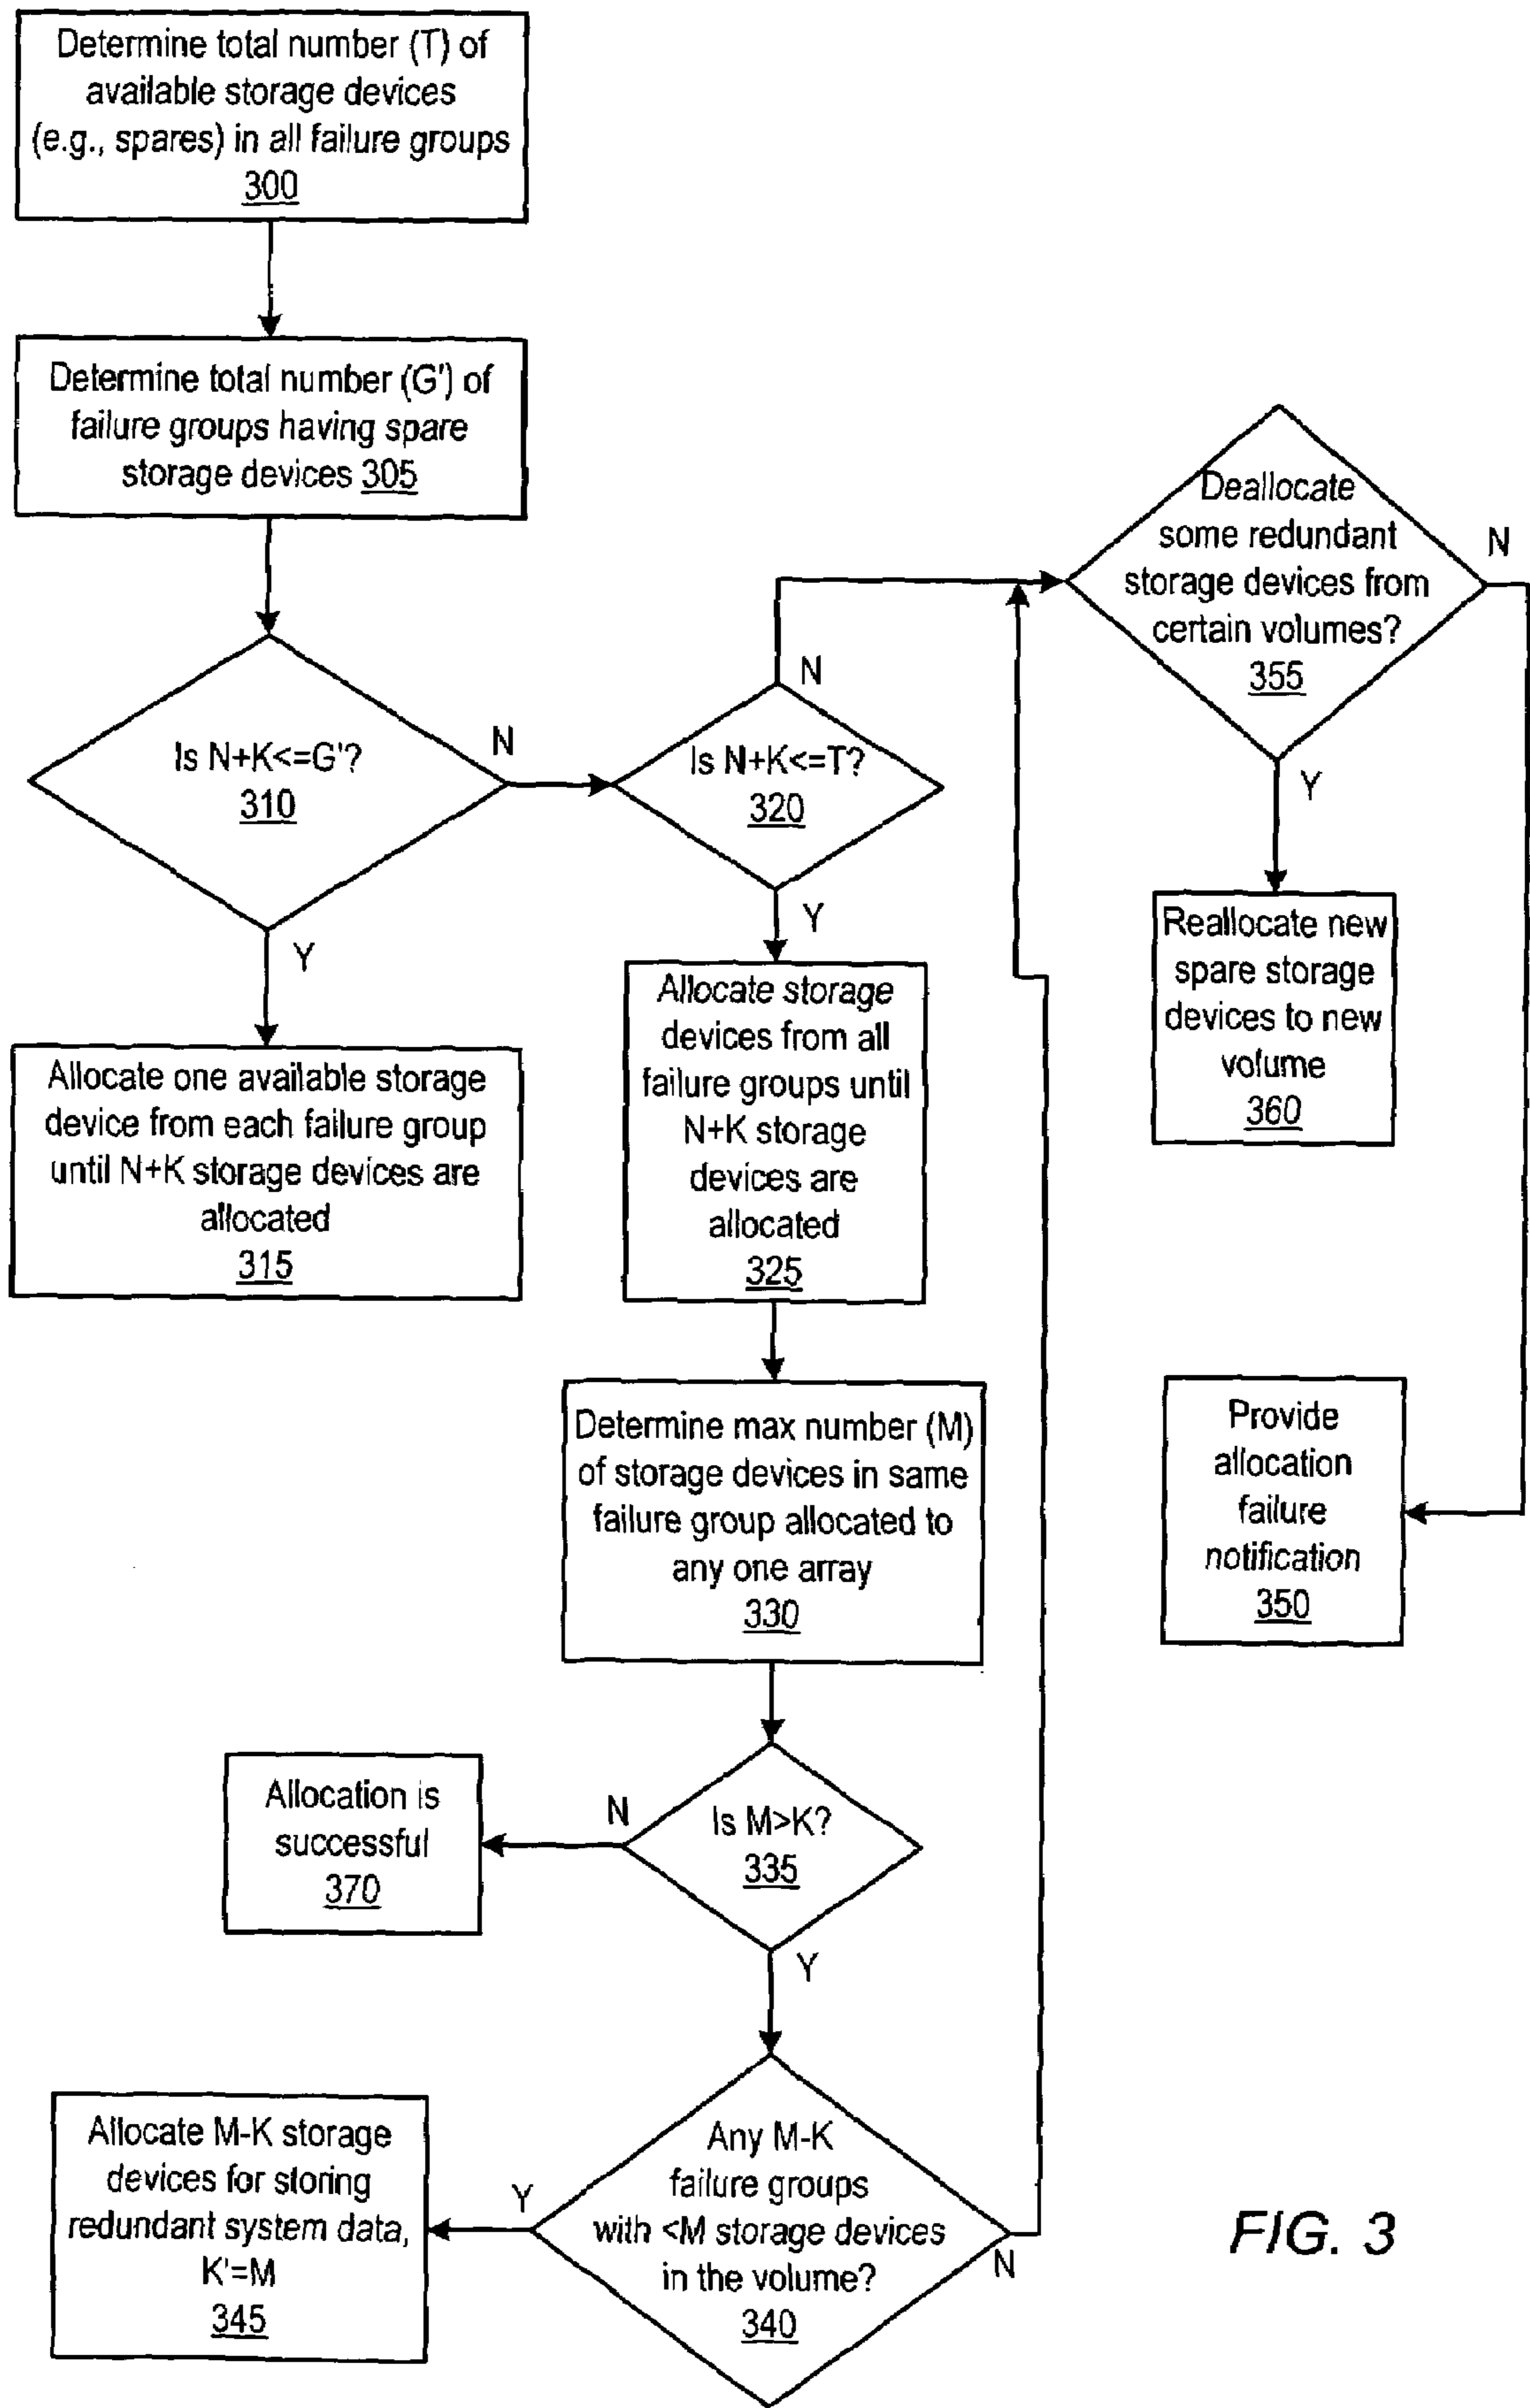 Determine total number (T) of
available storage devices
(e.g., spares) in all failure groups
300
Determine total number (G') of
failure groups having spare
storage devices 305
Is N+K<=G'?
310
N
Y
Allocate one available storage
device from each failure group
until N+K storage devices are
allocated
315
Is N+K<=T?
320
N
Y
Allocate storage
devices from all
failure groups until
N+K storage
devices are
allocated
325
Determine max number (M)
of storage devices in same
failure group allocated to
any one array
330
Is M>K?
335
N
Y
Allocation is
successful
370
Any M-K
failure groups
with <M storage devices
in the volume?
340
Y
N
Allocate M-K storage
devices for storing
redundant system data,
K'=M
345
Deallocate
some redundant
storage devices from
certain volumes?
355
N
Y
Reallocate new
spare storage
devices to new
volume
360
Provide
allocation
failure
notification
350
FIG. 3